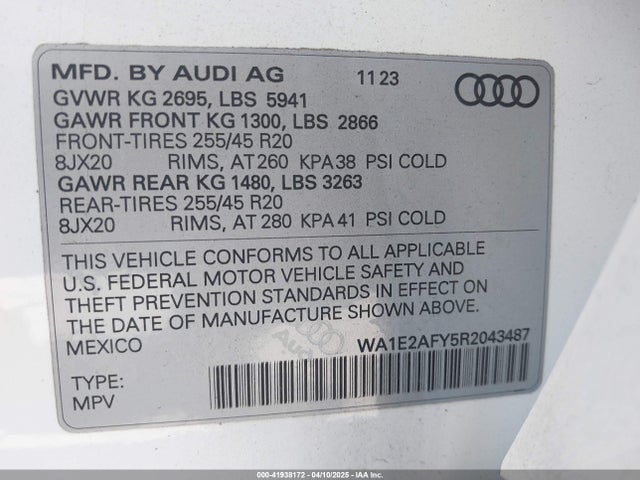 MFD. BY AUDI AG 11 23
GVWR KG 2695, LBS 5941
GAWR FRONT KG 1300, LBS 2866
FRONT-TIRES 255/45 R20
8JX20 RIMS, AT 260 KPA 38 PSI COLD
GAWR REAR KG 1480, LBS 3263
REAR-TIRES 255/45 R20
8JX20 RIMS, AT 280 KPA 41 PSI COLD
THIS VEHICLE CONFORMS TO ALL APPLICABLE
U.S. FEDERAL MOTOR VEHICLE SAFETY AND
THEFT PREVENTION STANDARDS IN EFFECT ON
THE DATE OF MANUFACTURE SHOWN ABOVE.
MEXICO WA1E2AFY5R2043487
TYPE:
MPV
000-41938172 - 04/10/2025 - IAA Inc.